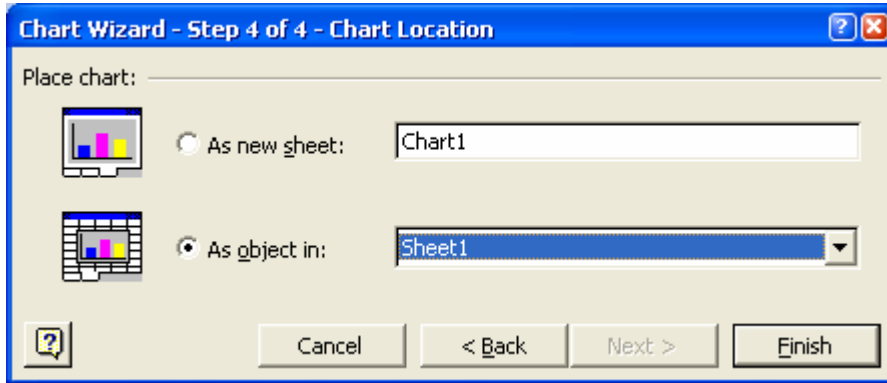 Chart Wizard - Step 4 of 4 - Chart Location
Place chart:
As new sheet: Chart1
As object in: Sheet1
Cancel < Back Next > Finish